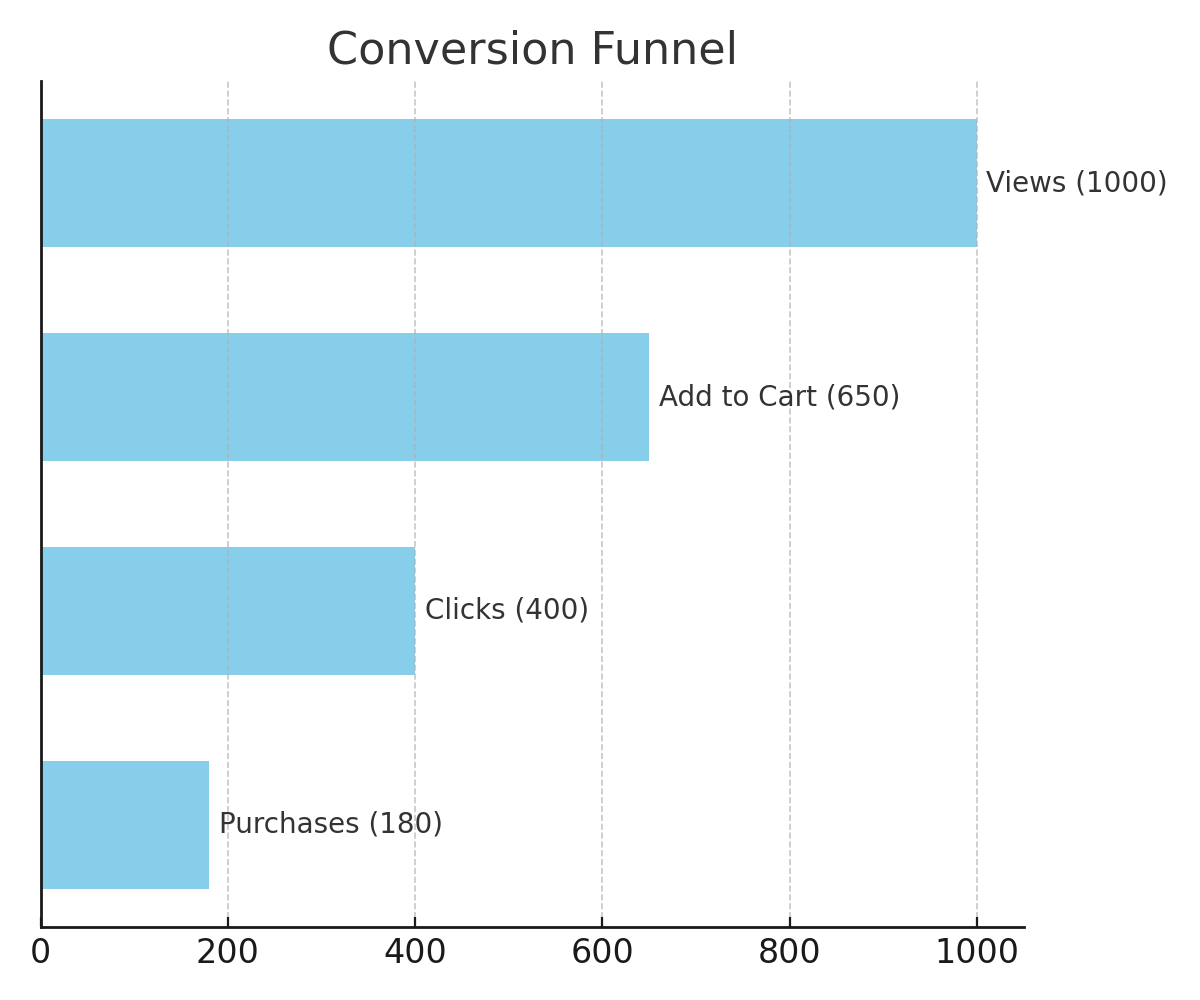 Conversion Funnel
Views (1000)
Add to Cart (650)
Clicks (400)
Purchases (180)
0 200 400 600 800 1000